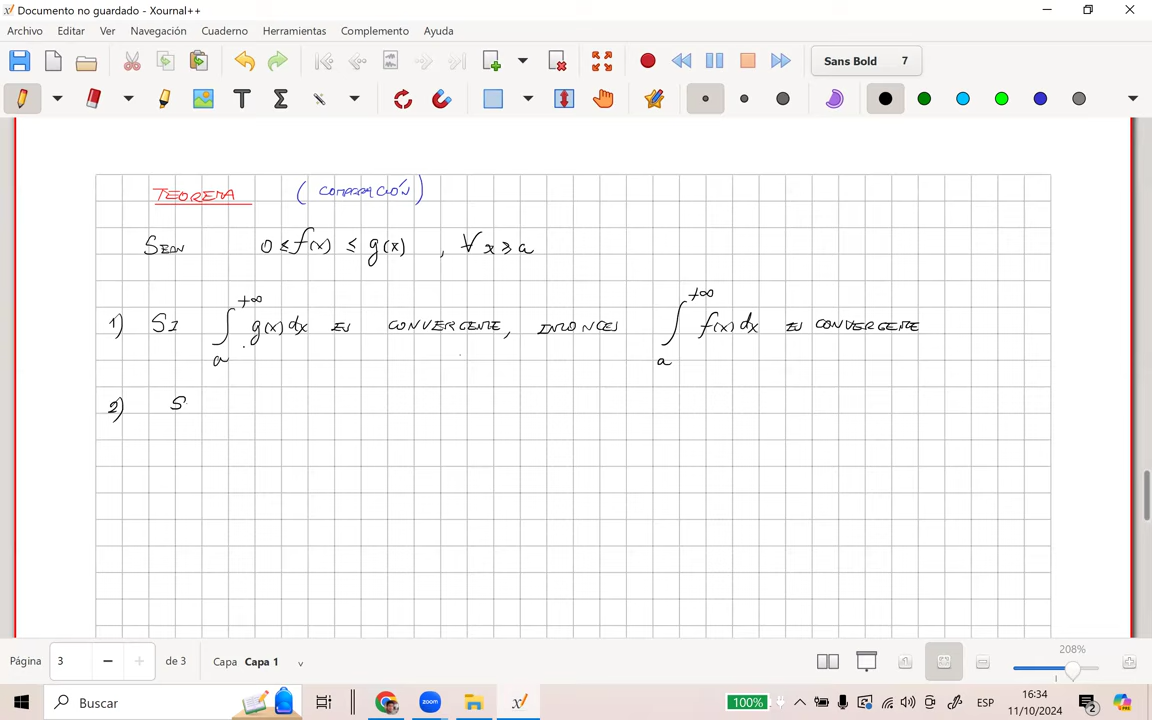 Documento no guardado - Xournal++
Archivo Editar Ver Navegación Cuaderno Herramientas Complemento Ayuda
Sans Bold 7
TEOREMA (COMPARACIÓN)
SEAN 0 ≤ f(x) ≤ g(x) , ∀ x ≥ a
1) SI ∫_a^{+∞} g(x) dx ES CONVERGENTE, ENTONCES ∫_a^{+∞} f(x) dx ES CONVERGENTE
2) S
Página 3 de 3 Capa Capa 1 208%
Buscar zoom 100% ESP 16:34 11/10/2024 2